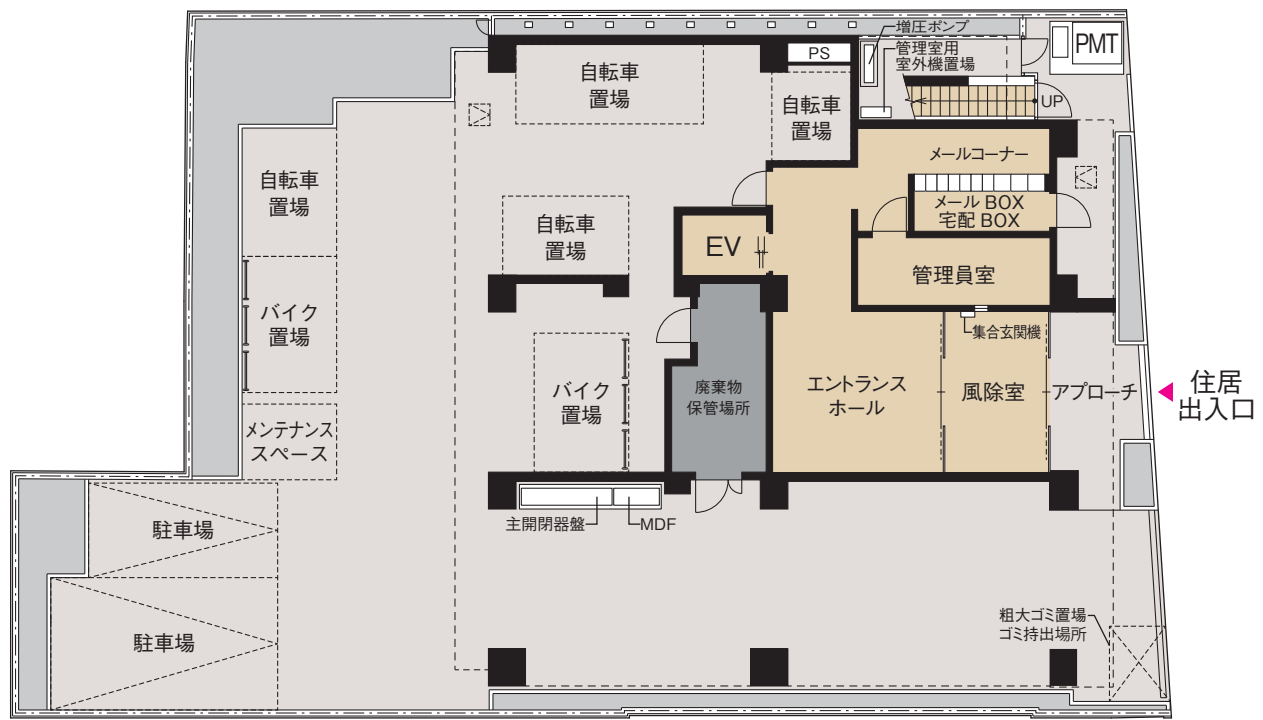 増圧ポンプ
管理室用
室外機置場
PMT
PS
自転車
置場
自転車
置場
UP
メールコーナー
自転車
置場
メール BOX
宅配 BOX
自転車
置場
EV
管理員室
バイク
置場
集合玄関機
エントランス
ホール
風除室
アプローチ
住居
出入口
廃棄物
保管場所
バイク
置場
メンテナンス
スペース
主開閉器盤
MDF
駐車場
駐車場
粗大ゴミ置場
ゴミ持出場所